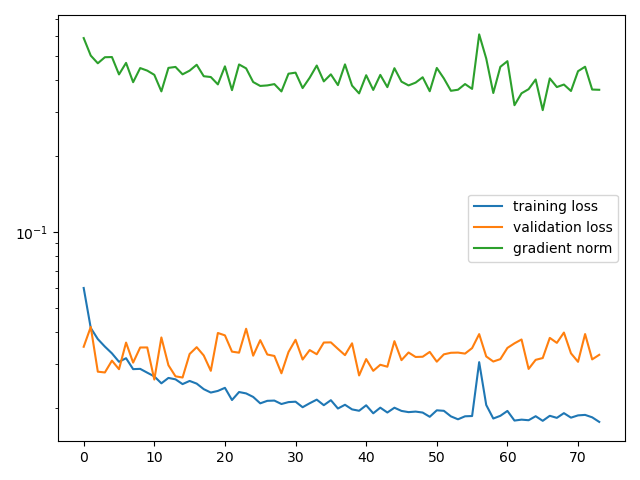 10⁻¹
training loss
validation loss
gradient norm
0 10 20 30 40 50 60 70